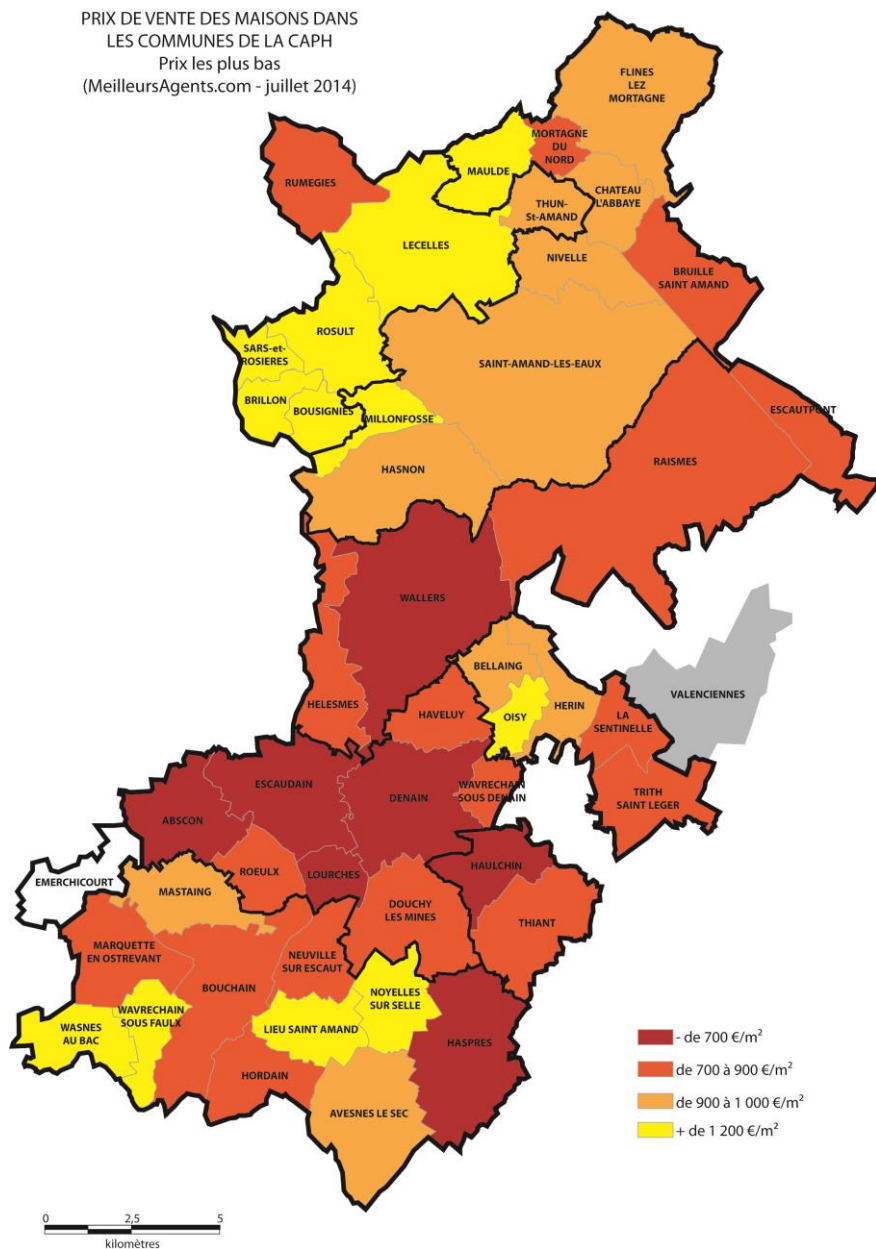 PRIX DE VENTE DES MAISONS DANS
LES COMMUNES DE LA CAPH
Prix les plus bas
(MeilleursAgents.com - juillet 2014)
FLINES
LEZ
MORTAGNE
MORTAGNE
DU
NORD
MAULDE
RUMEGIES
THUN-
St-AMAND
CHATEAU
L'ABBAYE
LECELLES
NIVELLE
BRUILLE
SAINT AMAND
ROSULT
SARS-et-
ROSIERES
SAINT-AMAND-LES-EAUX
BRILLON
BOUSIGNIES
MILLONFOSSE
ESCAUTPONT
HASNON
RAISMES
WALLERS
BELLAING
VALENCIENNES
HELESMES
HAVELUY
OISY
HERIN
LA
SENTINELLE
ESCAUDAIN
DENAIN
WAVRECHAIN
SOUS DENAIN
TRITH
SAINT LEGER
ABSCON
EMERCHICOURT
MASTAING
ROEULX
LOURCHES
HAULCHIN
DOUCHY
LES MINES
THIANT
MARQUETTE
EN OSTREVANT
NEUVILLE
SUR ESCAUT
BOUCHAIN
NOYELLES
SUR SELLE
WAVRECHAIN
SOUS FAULX
WASNES
AU BAC
LIEU SAINT AMAND
HASPRES
HORDAIN
AVESNES LE SEC
- de 700 €/m²
de 700 à 900 €/m²
de 900 à 1 000 €/m²
+ de 1 200 €/m²
0 2,5 5
kilomètres